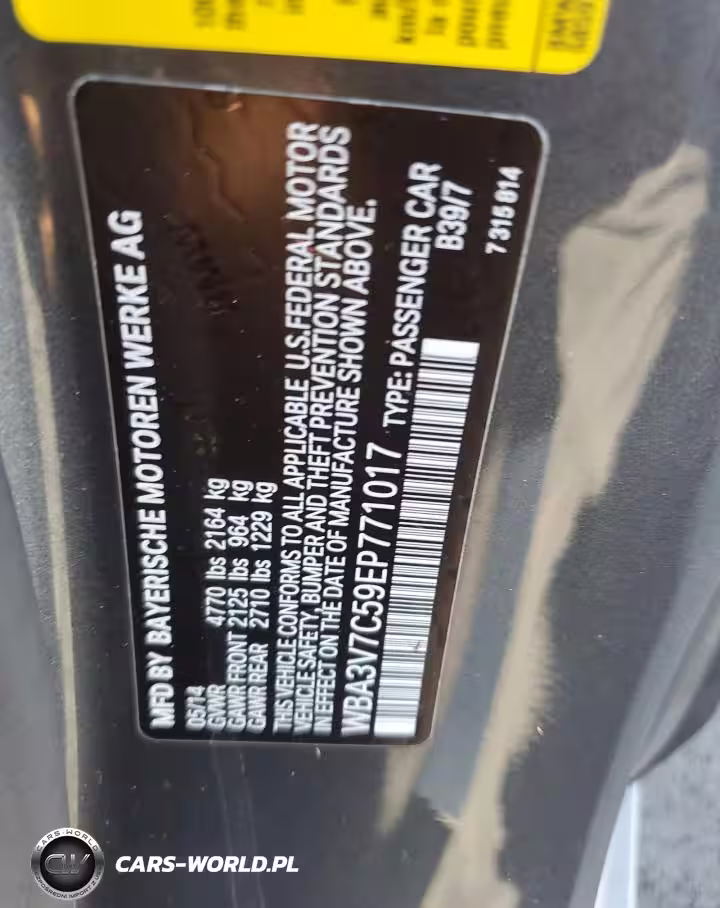 MFD BY BAYERISCHE MOTOREN WERKE AG
05/14
GVWR 4770 lbs 2164 kg
GAWR FRONT 2125 lbs 964 kg
GAWR REAR 2710 lbs 1229 kg
THIS VEHICLE CONFORMS TO ALL APPLICABLE U.S.FEDERAL MOTOR
VEHICLE SAFETY, BUMPER AND THEFT PREVENTION STANDARDS
IN EFFECT ON THE DATE OF MANUFACTURE SHOWN ABOVE.
WBA3V7C59EP771017 TYPE: PASSENGER CAR
B39/7
7 315 814
CARS-WORLD
CW
CARS-WORLD.PL